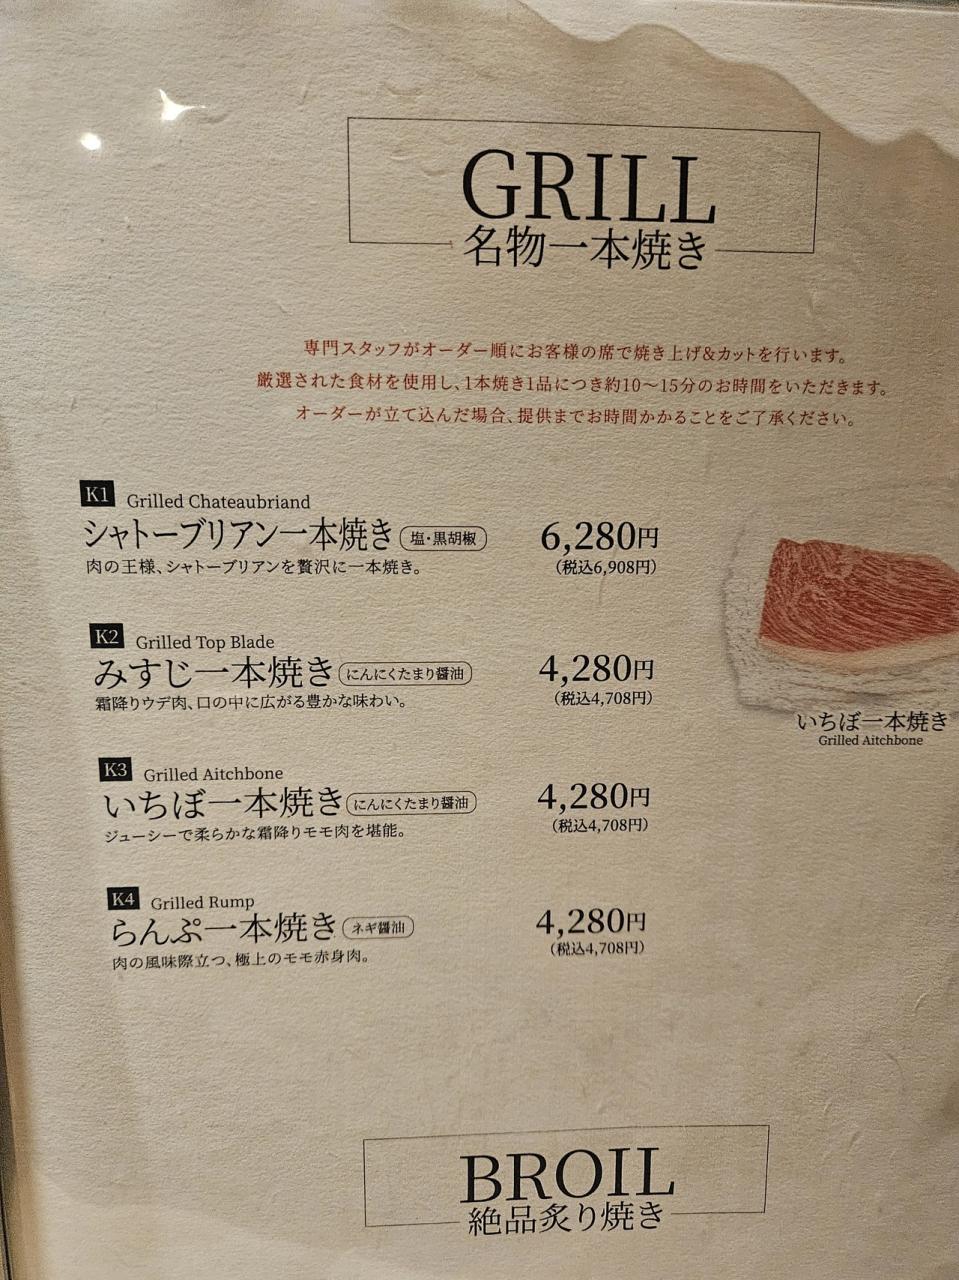 GRILL
名物一本焼き
専門スタッフがオーダー順にお客様の席で焼き上げ&カットを行います。
厳選された食材を使用し、1本焼き1品につき約10〜15分のお時間をいただきます。
オーダーが立て込んだ場合、提供までお時間かかることをご了承ください。
K1 Grilled Chateaubriand
シャトーブリアン一本焼き 塩・黒胡椒 6,280円
肉の王様、シャトーブリアンを贅沢に一本焼き。 (税込6,908円)
K2 Grilled Top Blade
みすじ一本焼き にんにくたまり醤油 4,280円
霜降りウデ肉、口の中に広がる豊かな味わい。 (税込4,708円)
いちぼ一本焼き
Grilled Aitchbone
K3 Grilled Aitchbone
いちぼ一本焼き にんにくたまり醤油 4,280円
ジューシーで柔らかな霜降りモモ肉を堪能。 (税込4,708円)
K4 Grilled Rump
らんぷ一本焼き ネギ醤油 4,280円
肉の風味際立つ、極上のモモ赤身肉。 (税込4,708円)
BROIL
絶品炙り焼き